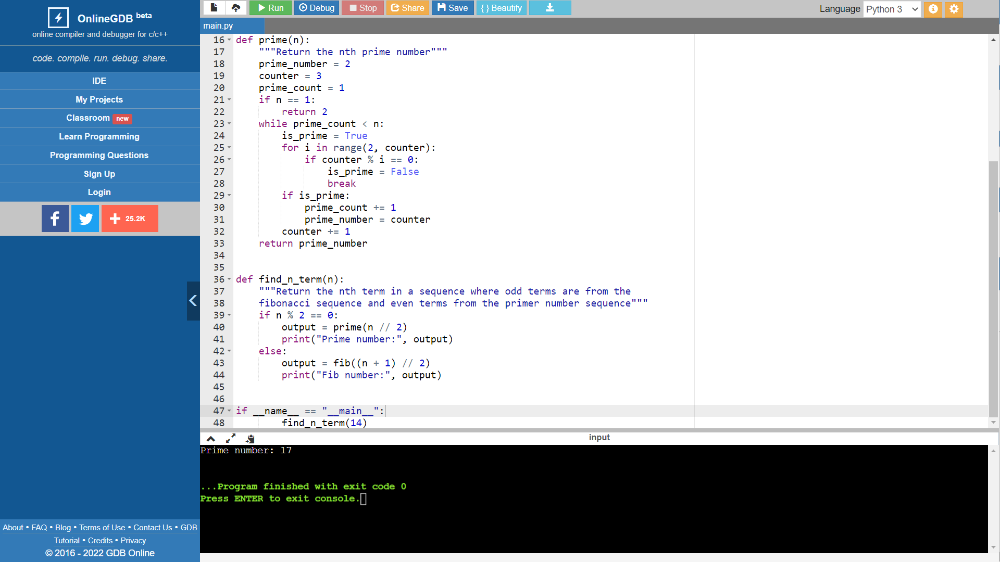 OnlineGDB beta
online compiler and debugger for c/c++
code. compile. run. debug. share.
IDE
My Projects
Classroom new
Learn Programming
Programming Questions
Sign Up
Login
25.2K
About • FAQ • Blog • Terms of Use • Contact Us • GDB
Tutorial • Credits • Privacy
© 2016 - 2022 GDB Online
Run Debug Stop Share Save { } Beautify
Language Python 3
main.py
16 def prime(n):
17     """Return the nth prime number"""
18     prime_number = 2
19     counter = 3
20     prime_count = 1
21     if n == 1:
22         return 2
23     while prime_count < n:
24         is_prime = True
25         for i in range(2, counter):
26             if counter % i == 0:
27                 is_prime = False
28                 break
29         if is_prime:
30             prime_count += 1
31             prime_number = counter
32         counter += 1
33     return prime_number
34
35
36 def find_n_term(n):
37     """Return the nth term in a sequence where odd terms are from the
38     fibonacci sequence and even terms from the primer number sequence"""
39     if n % 2 == 0:
40         output = prime(n // 2)
41         print("Prime number:", output)
42     else:
43         output = fib((n + 1) // 2)
44         print("Fib number:", output)
45
46
47 if __name__ == "__main__":
48         find_n_term(14)
input
Prime number: 17
...Program finished with exit code 0
Press ENTER to exit console.